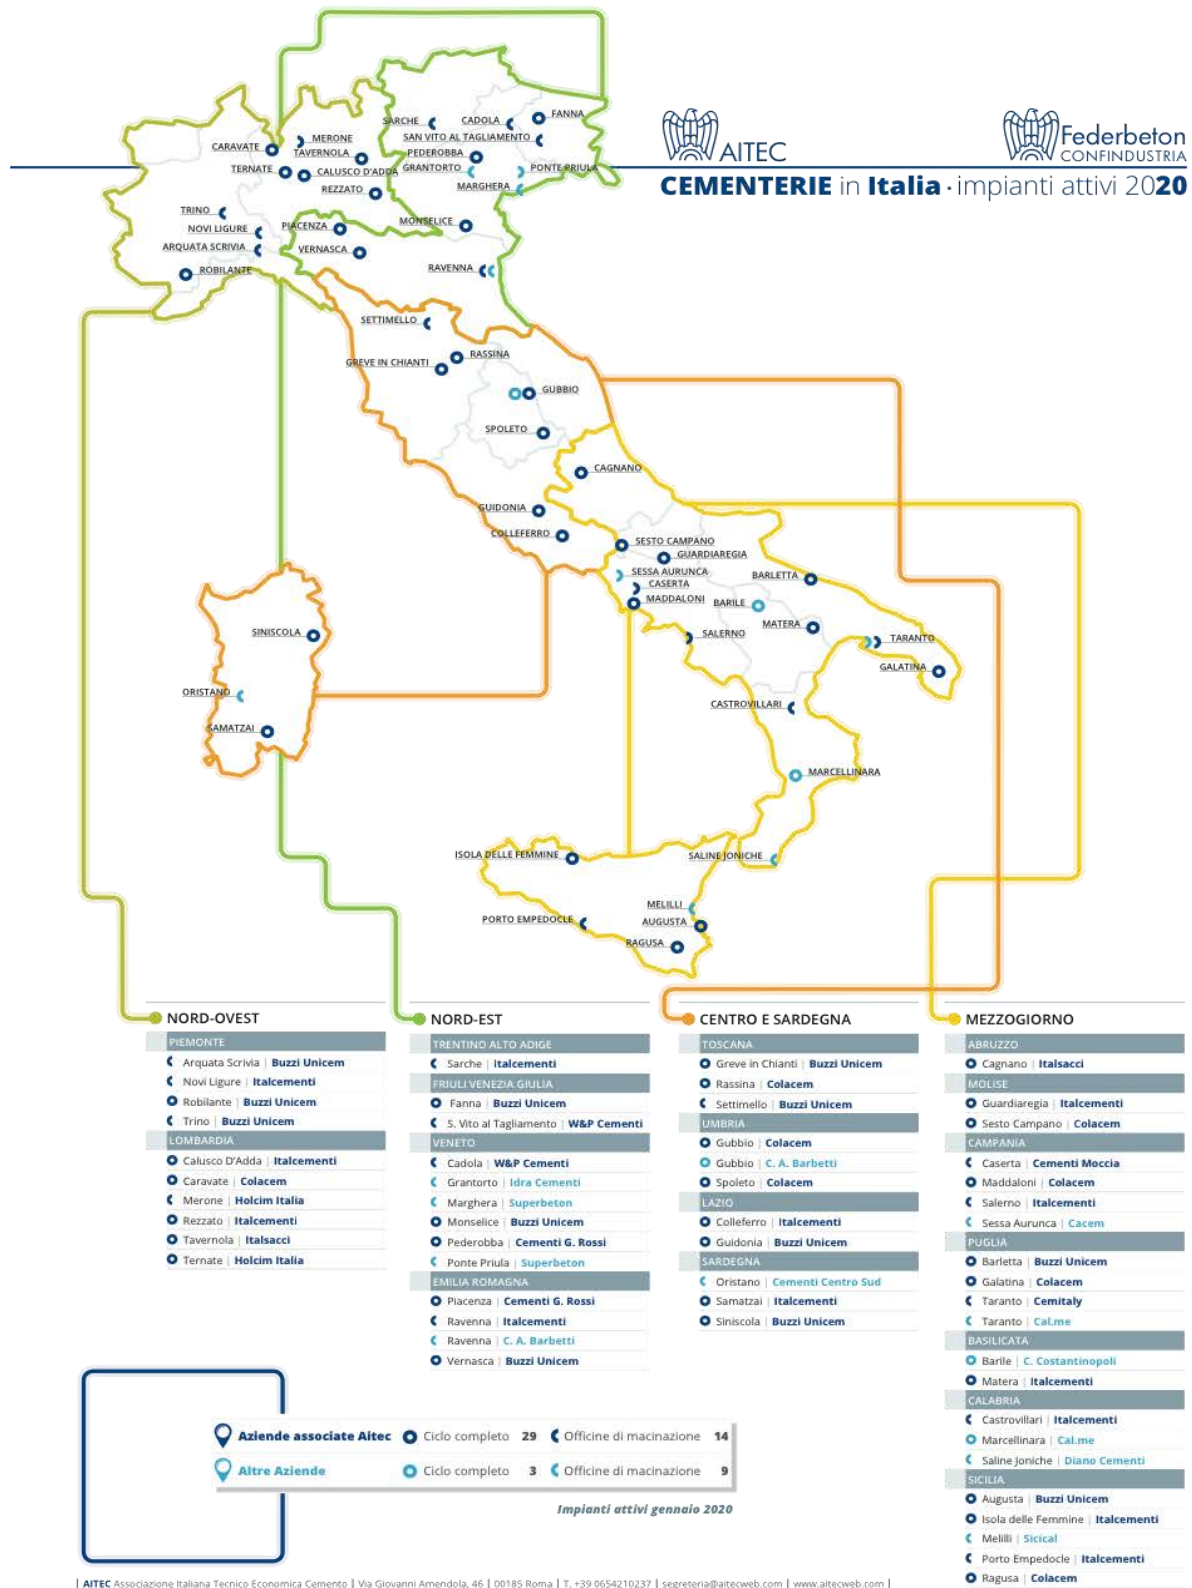 AITEC
Federbeton
CONFINDUSTRIA
CEMENTERIE in Italia · impianti attivi 2020
SARCHE
CADOLA
FANNA
SAN VITO AL TAGLIAMENTO
CARAVATE
MERONE
TAVERNOLA
PEDEROBBA
TERNATE
CALUSCO D'ADDA
GRANTORTO
PONTE PRIULA
REZZATO
MARGHERA
TRINO
NOVI LIGURE
PIACENZA
MONSELICE
ARQUATA SCRIVIA
VERNASCA
ROBILANTE
RAVENNA
SETTIMELLO
RASSINA
GREVE IN CHIANTI
GUBBIO
SPOLETO
CAGNANO
GUIDONIA
COLLEFERRO
SESTO CAMPANO
GUARDIAREGIA
SESSA AURUNCA
CASERTA
BARLETTA
MADDALONI
BARILE
MATERA
SALERNO
TARANTO
SINISCOLA
GALATINA
ORISTANO
CASTROVILLARI
SAMATZAI
MARCELLINARA
ISOLA DELLE FEMMINE
SALINE JONICHE
MELILLI
PORTO EMPEDOCLE
AUGUSTA
RAGUSA
NORD-OVEST
PIEMONTE
Arquata Scrivia | Buzzi Unicem
Novi Ligure | Italcementi
Robilante | Buzzi Unicem
Trino | Buzzi Unicem
LOMBARDIA
Calusco D'Adda | Italcementi
Caravate | Colacem
Merone | Holcim Italia
Rezzato | Italcementi
Tavernola | Italsacci
Ternate | Holcim Italia
NORD-EST
TRENTINO ALTO ADIGE
Sarche | Italcementi
FRIULI VENEZIA GIULIA
Fanna | Buzzi Unicem
S. Vito al Tagliamento | W&P Cementi
VENETO
Cadola | W&P Cementi
Grantorto | Idra Cementi
Marghera | Superbeton
Monselice | Buzzi Unicem
Pederobba | Cementi G. Rossi
Ponte Priula | Superbeton
EMILIA ROMAGNA
Piacenza | Cementi G. Rossi
Ravenna | Italcementi
Ravenna | C. A. Barbetti
Vernasca | Buzzi Unicem
CENTRO E SARDEGNA
TOSCANA
Greve in Chianti | Buzzi Unicem
Rassina | Colacem
Settimello | Buzzi Unicem
UMBRIA
Gubbio | Colacem
Gubbio | C. A. Barbetti
Spoleto | Colacem
LAZIO
Colleferro | Italcementi
Guidonia | Buzzi Unicem
SARDEGNA
Oristano | Cementi Centro Sud
Samatzai | Italcementi
Siniscola | Buzzi Unicem
MEZZOGIORNO
ABRUZZO
Cagnano | Italsacci
MOLISE
Guardiaregia | Italcementi
Sesto Campano | Colacem
CAMPANIA
Caserta | Cementi Moccia
Maddaloni | Colacem
Salerno | Italcementi
Sessa Aurunca | Cacem
PUGLIA
Barletta | Buzzi Unicem
Galatina | Colacem
Taranto | Cemitaly
Taranto | Cal.me
BASILICATA
Barile | C. Costantinopoli
Matera | Italcementi
CALABRIA
Castrovillari | Italcementi
Marcellinara | Cal.me
Saline Joniche | Diano Cementi
SICILIA
Augusta | Buzzi Unicem
Isola delle Femmine | Italcementi
Melilli | Sicical
Porto Empedocle | Italcementi
Ragusa | Colacem
Aziende associate Aitec Ciclo completo 29 Officine di macinazione 14
Altre Aziende Ciclo completo 3 Officine di macinazione 9
Impianti attivi gennaio 2020
| AITEC Associazione Italiana Tecnico Economica Cemento | Via Giovanni Amendola, 46 | 00185 Roma | T. +39 0654210237 | segreteria@aitecweb.com | www.aitecweb.com |